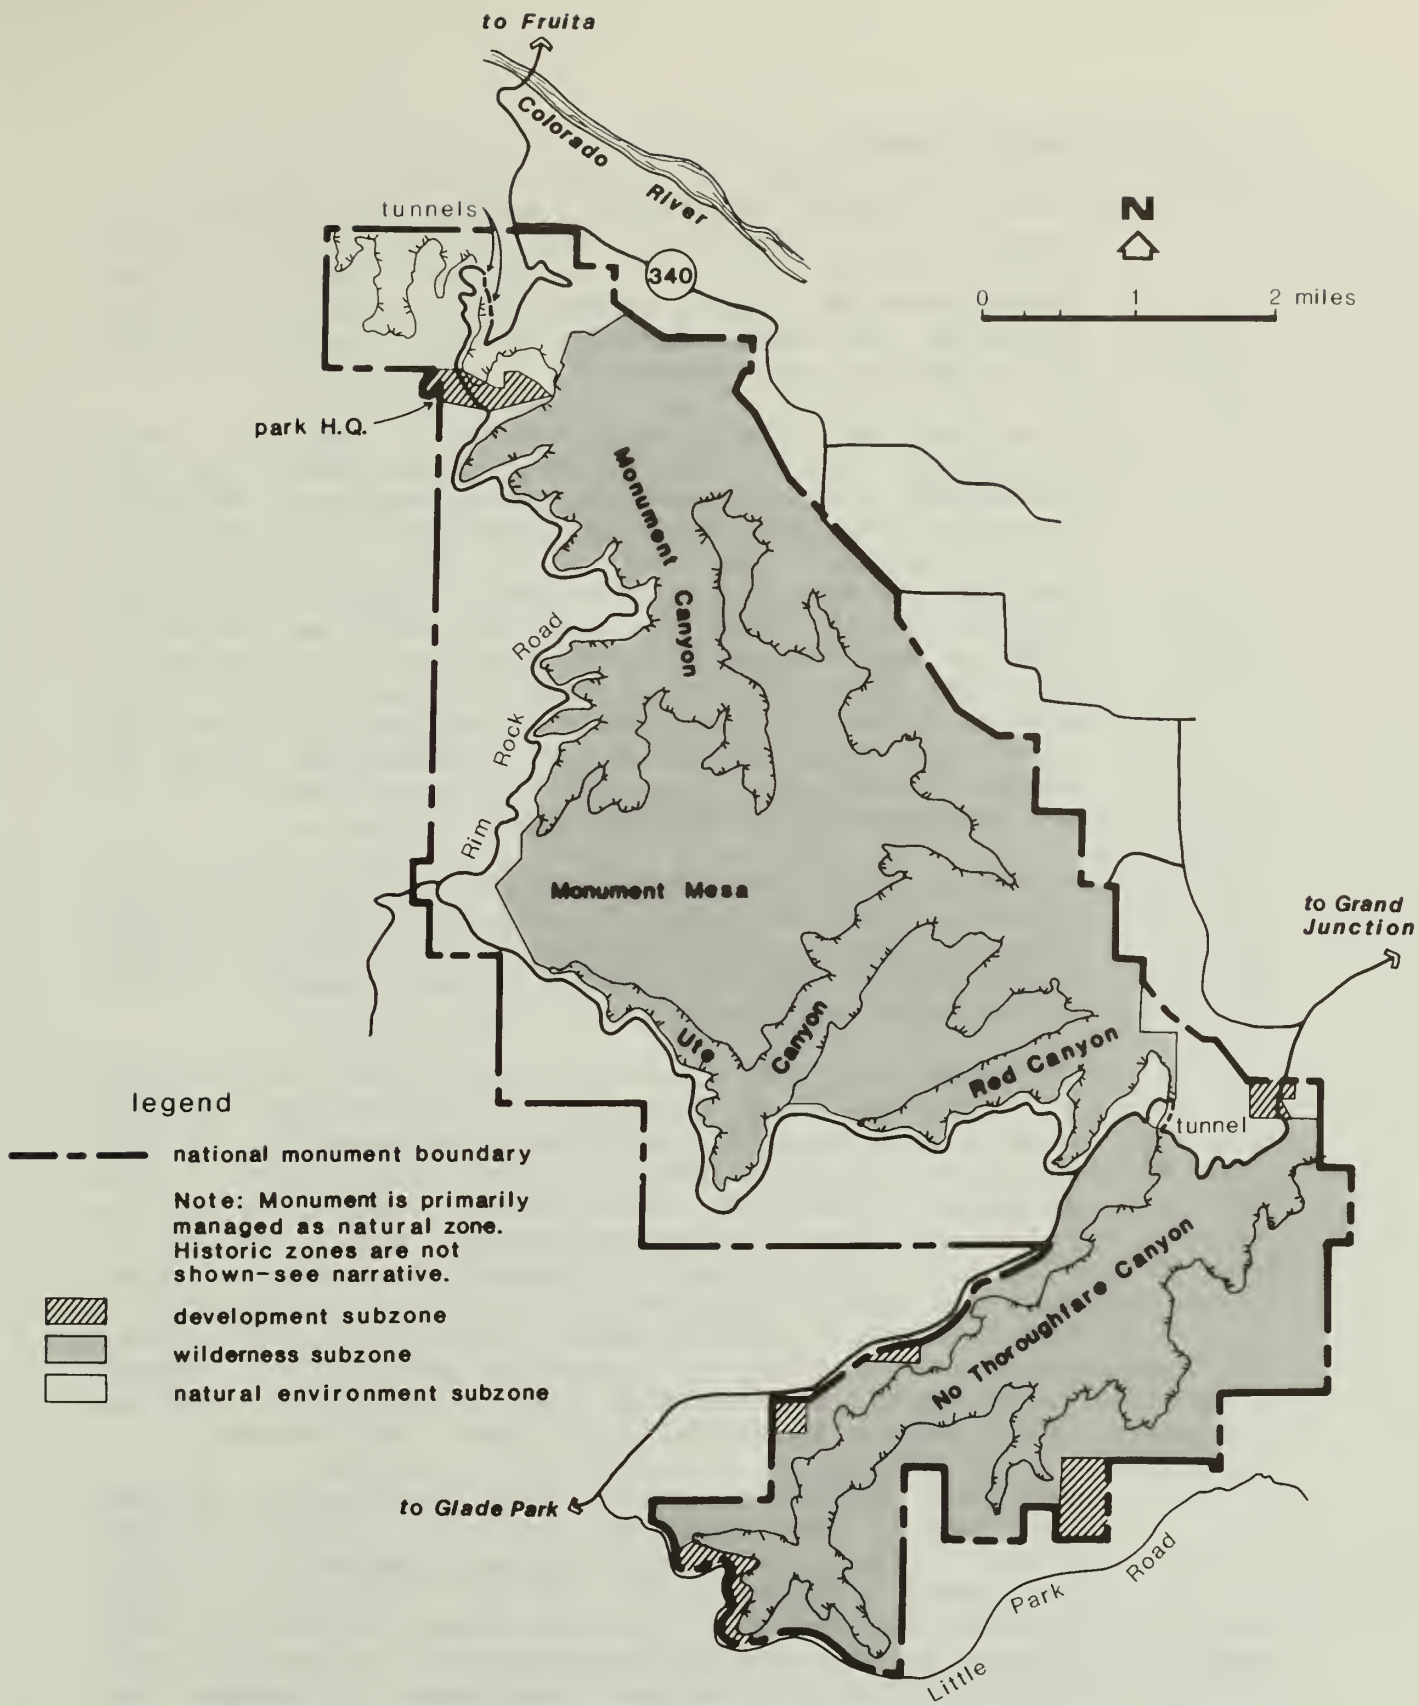 to Fruita
Colorado
River
tunnels
N
340
0 1 2 miles
park H.Q.
Monument
Canyon
Road
Rock
Rim
Monument Mesa
to Grand
Junction
Ute
Canyon
Red Canyon
tunnel
legend
national monument boundary
Note: Monument is primarily
managed as natural zone.
Historic zones are not
shown-see narrative.
development subzone
wilderness subzone
natural environment subzone
No Thoroughfare Canyon
to Glade Park
Little
Park
Road